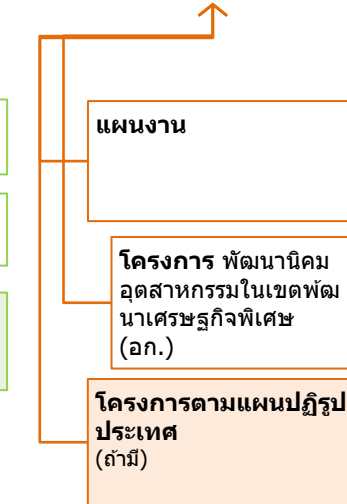 แผนงาน
โครงการ พัฒนานิคม
อุตสาหกรรมในเขตพัฒ
นาเศรษฐกิจพิเศษ
(อก.)
โครงการตามแผนปฏิรูป
ประเทศ
(ถ้ามี)